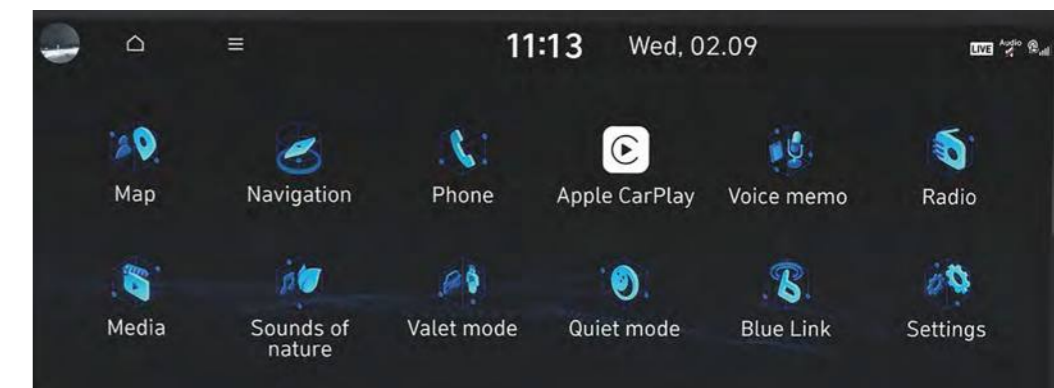 11:13 Wed, 02.09 LIVE Audio
Map Navigation Phone Apple CarPlay Voice memo Radio
Media Sounds of nature Valet mode Quiet mode Blue Link Settings